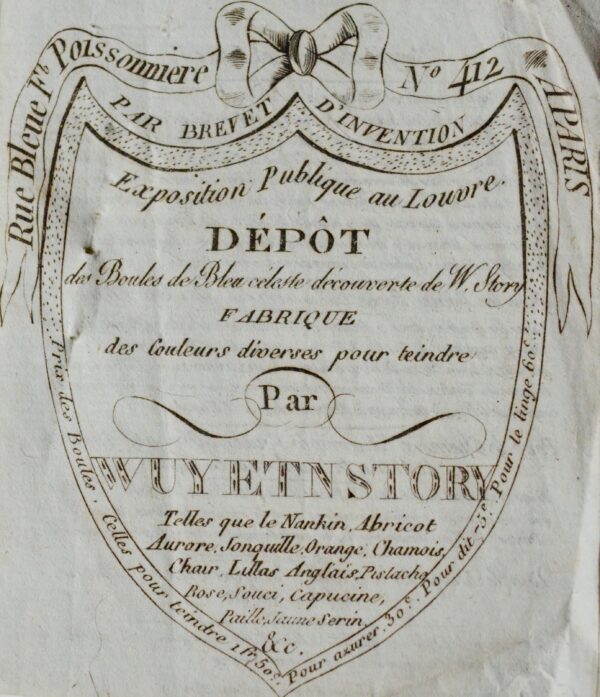 Rue Bleue Fb Poissonniere No 412 A PARIS
PAR BREVET D'INVENTION
Exposition Publique au Louvre.
DÉPÔT
des Boules de Bleu céleste découverte de W. Story
FABRIQUE
des Couleurs diverses pour teindre
Par
WUY ET N STORY
Telles que le Nankin, Abricot
Aurore, Jonquille, Orange, Chamois,
Chair, Lillas Anglais, Pistache
Rose, Souci, Capucine,
Paille, Jaune Serin,
&c.
Prix des Boules. Celles pour teindre 1f. 50c. Pour azurer. 30c. Pour dit 75c. Pour le linge 60c.